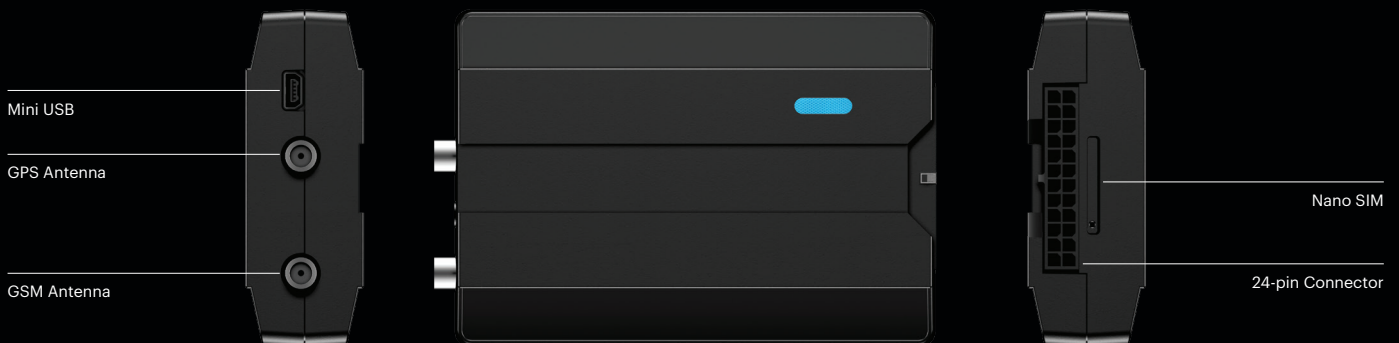 Mini USB
GPS Antenna
GSM Antenna
Nano SIM
24-pin Connector